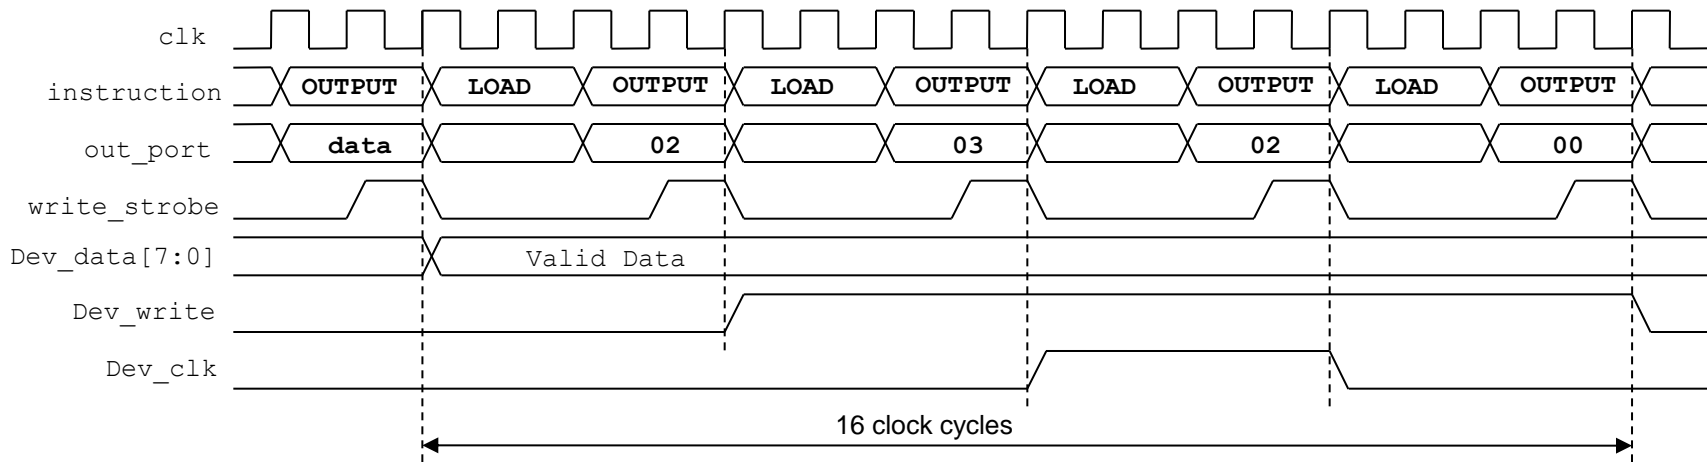 clk
instruction OUTPUT LOAD OUTPUT LOAD OUTPUT LOAD OUTPUT LOAD OUTPUT
out_port data 02 03 02 00
write_strobe
Dev_data[7:0] Valid Data
Dev_write
Dev_clk
16 clock cycles